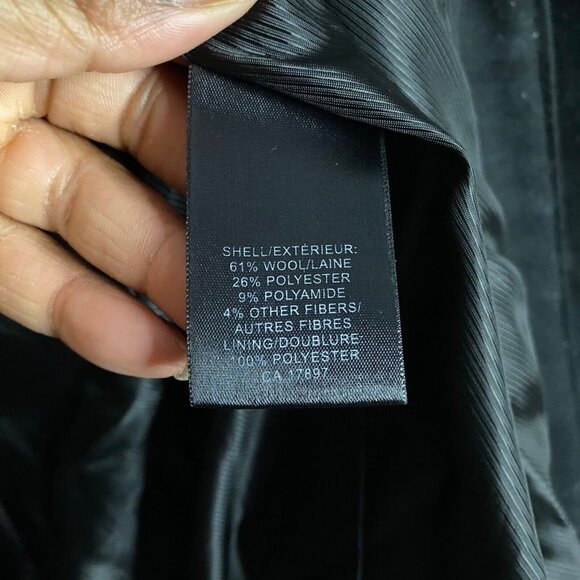 SHELL/EXTÉRIEUR:
61% WOOL/LAINE
26% POLYESTER
9% POLYAMIDE
4% OTHER FIBERS/
AUTRES FIBRES
LINING/DOUBLURE:
100% POLYESTER
CA 17897